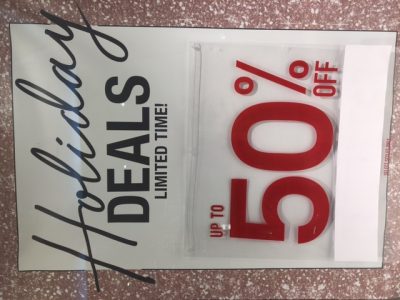 Holiday
DEALS
LIMITED TIME!
UP TO
50%
OFF